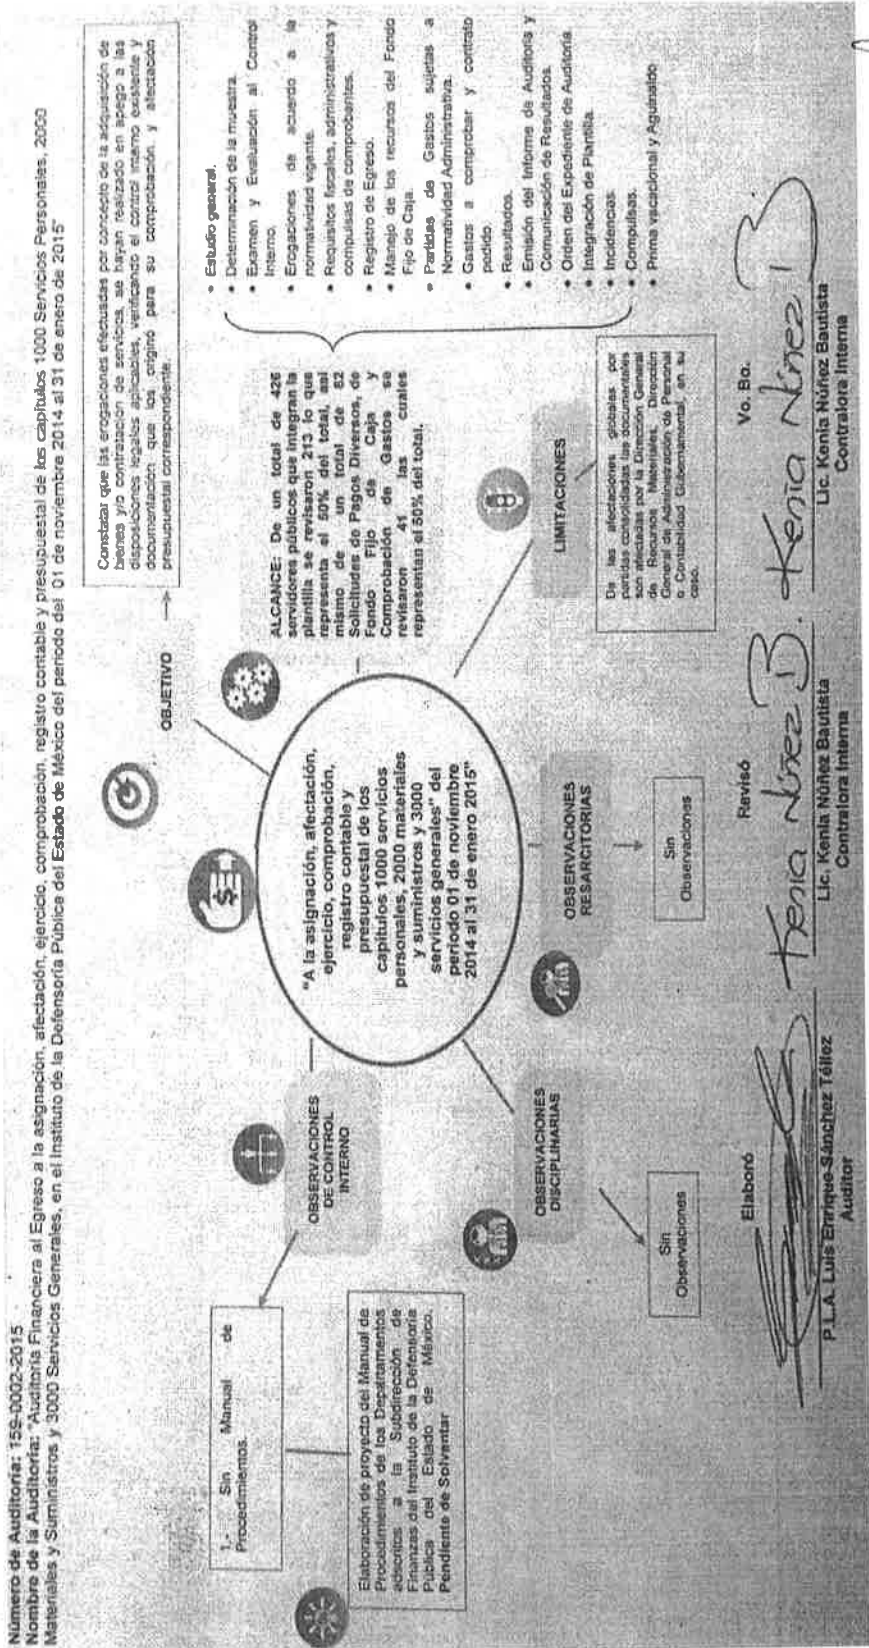 Número de Auditoría: 159-0002-2015
Nombre de la Auditoría: "Auditoría Financiera al Egreso a la asignación, afectación, ejercicio, comprobación, registro contable y presupuestal de los capítulos 1000 Servicios Personales, 2000
Materiales y Suministros y 3000 Servicios Generales, en el Instituto de la Defensoría Pública del Estado de México del periodo del 01 de noviembre 2014 al 31 de enero de 2015"
OBJETIVO
Constatar que las erogaciones efectuadas por concepto de la adquisición de
bienes y/o contratación de servicios, se hayan realizado en apego a las
disposiciones legales aplicables, verificando el control interno existente y
documentación que los originó para su comprobación y afectación
presupuestal correspondiente.
ALCANCE: De un total de 426
servidores públicos que integran la
plantilla se revisaron 213 lo que
representa el 50% del total, así
mismo de un total de 82
Solicitudes de Pagos Diversos, de
Fondo Fijo de Caja y
Comprobación de Gastos se
revisaron 41 las cuales
representan el 50% del total.
• Estudio general.
• Determinación de la muestra.
• Examen y Evaluación al Control
Interno.
• Erogaciones de acuerdo a la
normatividad vigente.
• Requisitos fiscales, administrativos y
compulsas de comprobantes.
• Registro de Egreso.
• Manejo de los recursos del Fondo
Fijo de Caja.
• Partidas de Gastos sujetas a
Normatividad Administrativa.
• Gastos a comprobar y contrato
pedido.
• Resultados.
• Emisión del Informe de Auditoría y
Comunicación de Resultados.
• Orden del Expediente de Auditoría.
• Integración de Plantilla.
• Incidencias.
• Compulsas.
• Prima vacacional y Aguinaldo
"A la asignación, afectación,
ejercicio, comprobación,
registro contable y
presupuestal de los
capítulos 1000 servicios
personales, 2000 materiales
y suministros y 3000
servicios generales" del
periodo 01 de noviembre
2014 al 31 de enero 2015"
LIMITACIONES
De las afectaciones globales por
partidas consolidadas las documentales
son afectadas por la Dirección General
de Recursos Materiales, Dirección
General de Administración de Personal
o Contabilidad Gubernamental, en su
caso.
OBSERVACIONES
DE CONTROL
INTERNO
1.- Sin Manual de
Procedimientos.
Elaboración de proyecto del Manual de
Procedimientos de los Departamentos
adscritos a la Subdirección de
Finanzas del Instituto de la Defensoría
Pública del Estado de México.
Pendiente de Solventar
OBSERVACIONES
DISCIPLINARIAS
Sin
Observaciones
OBSERVACIONES
RESARCITORIAS
Sin
Observaciones
Elaboró
P.L.A. Luis Enrique Sánchez Téllez
Auditor
Revisó
Kenia Núñez B.
Lic. Kenia Núñez Bautista
Contralora Interna
Vo. Bo.
Kenia Núñez B
Lic. Kenia Núñez Bautista
Contralora Interna